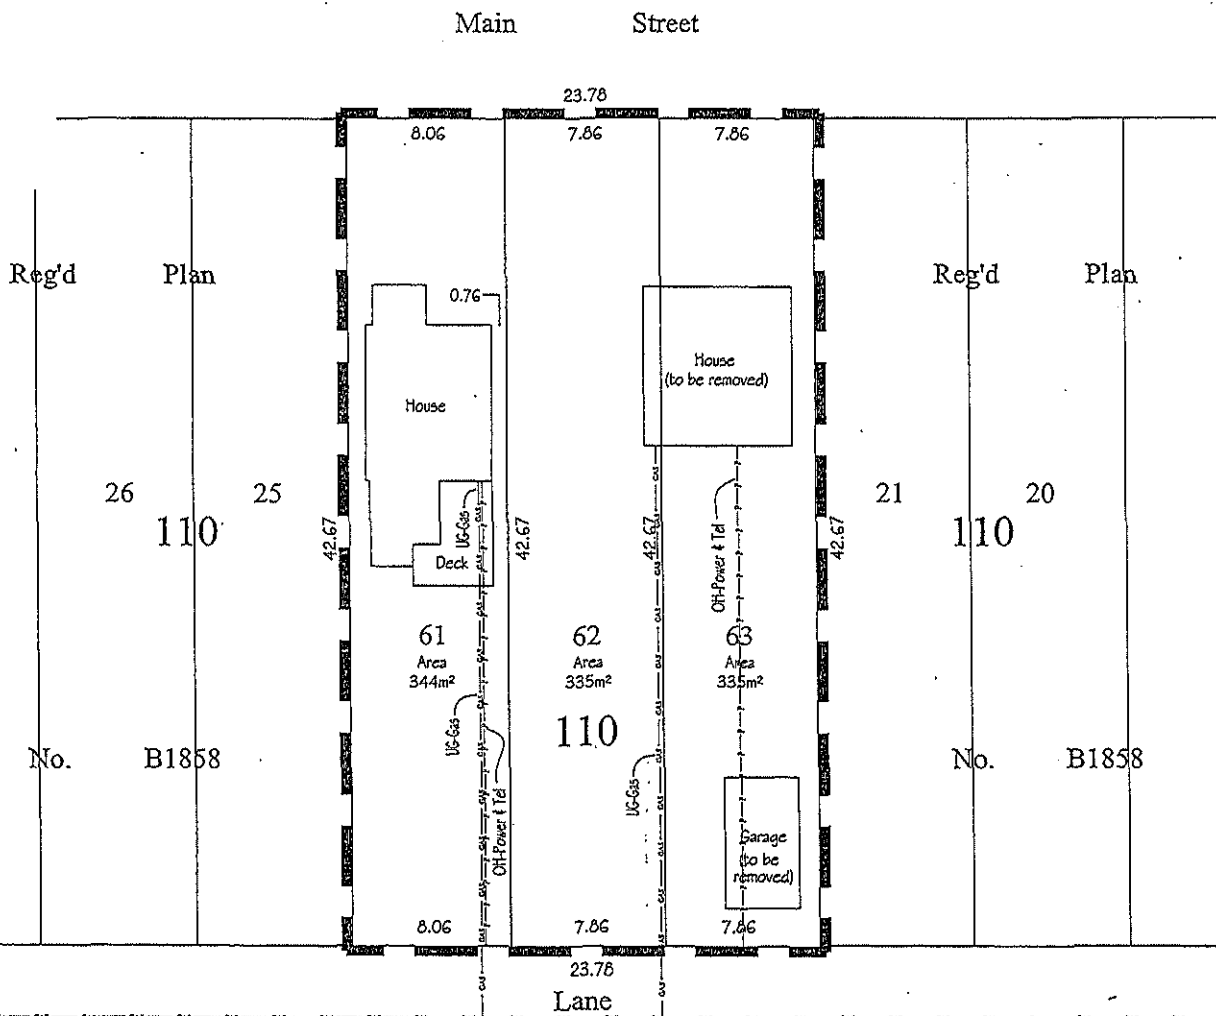 Main Street
23.78
8.06 7.86 7.86
Reg'd Plan
Reg'd Plan
0.76
House
(to be removed)
House
26 25
21 20
110
110
42.67
42.67
42.67
42.67
UG-Gas
Deck
OH-Power & Tel
61
Area
344m²
62
Area
335m²
63
Area
335m²
110
UG-Gas
OH-Power & Tel
UG-Gas
No. B1858
No. B1858
Garage
(to be
removed)
8.06 7.86 7.86
23.78
Lane